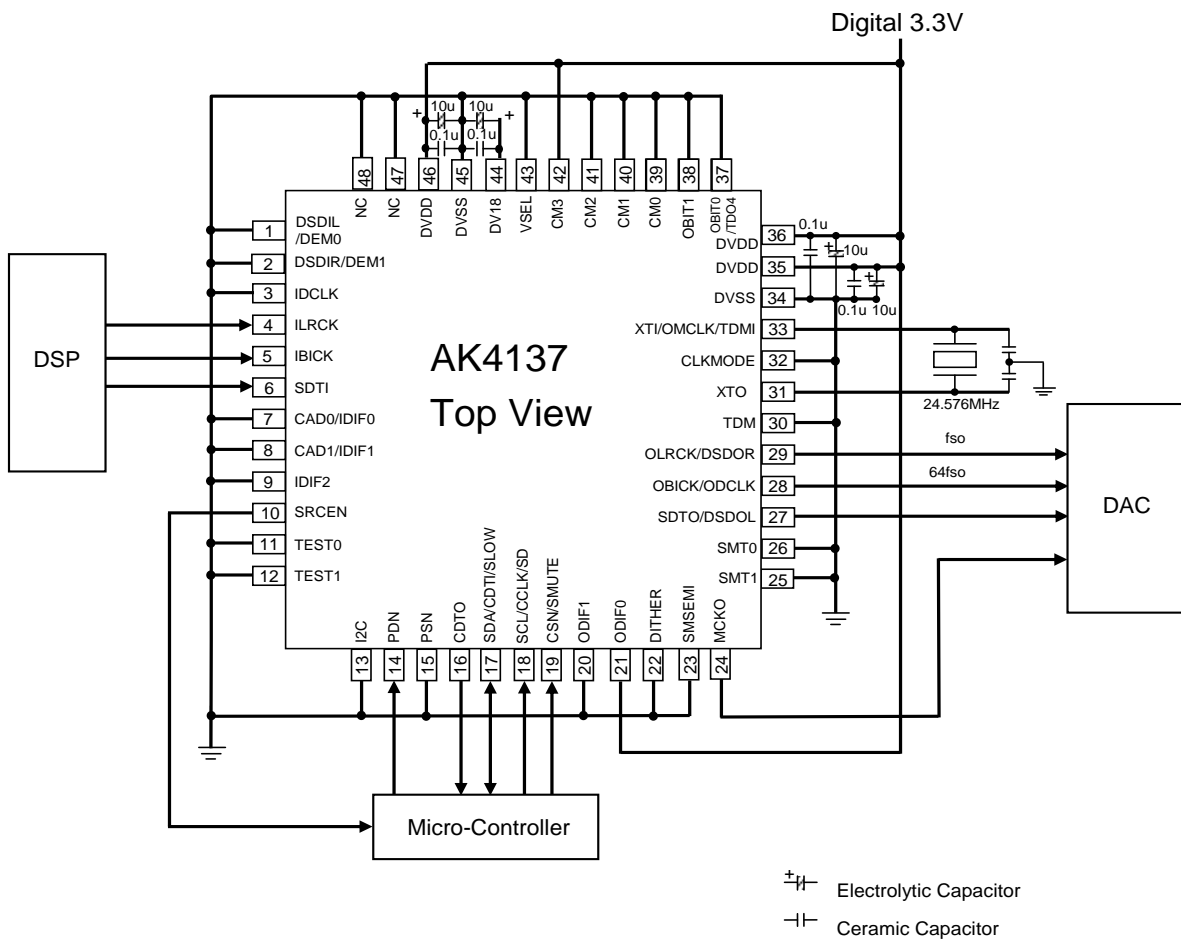 Digital 3.3V
+
10u
10u
+
0.1u
0.1u
48
47
46
45
44
43
42
41
40
39
38
37
NC
NC
DVDD
DVSS
DV18
VSEL
CM3
CM2
CM1
CM0
OBIT1
OBIT0
/TDO4
1
DSDIL
/DEM0
2
DSDIR/DEM1
3
IDCLK
4
ILRCK
5
IBICK
6
SDTI
7
CAD0/IDIF0
8
CAD1/IDIF1
9
IDIF2
10
SRCEN
11
TEST0
12
TEST1
DSP
AK4137
Top View
DVDD
36
0.1u
+
10u
DVDD
35
+
DVSS
34
0.1u
10u
XTI/OMCLK/TDMI
33
CLKMODE
32
XTO
31
24.576MHz
TDM
30
OLRCK/DSDOR
29
fso
OBICK/ODCLK
28
64fso
SDTO/DSDOL
27
SMT0
26
SMT1
25
DAC
I2C
PDN
PSN
CDTO
SDA/CDTI/SLOW
SCL/CCLK/SD
CSN/SMUTE
ODIF1
ODIF0
DITHER
SMSEMI
MCKO
13
14
15
16
17
18
19
20
21
22
23
24
Micro-Controller
+
Electrolytic Capacitor
Ceramic Capacitor